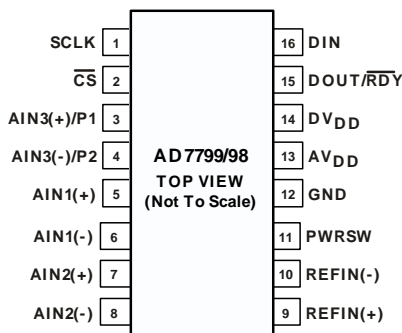 SCLK 1
CS 2
AIN3(+)/P1 3
AIN3(-)/P2 4
AIN1(+) 5
AIN1(-) 6
AIN2(+) 7
AIN2(-) 8
AD7799/98
TOP VIEW
(Not To Scale)
16 DIN
15 DOUT/RDY
14 DVDD
13 AVDD
12 GND
11 PWRSW
10 REFIN(-)
9 REFIN(+)